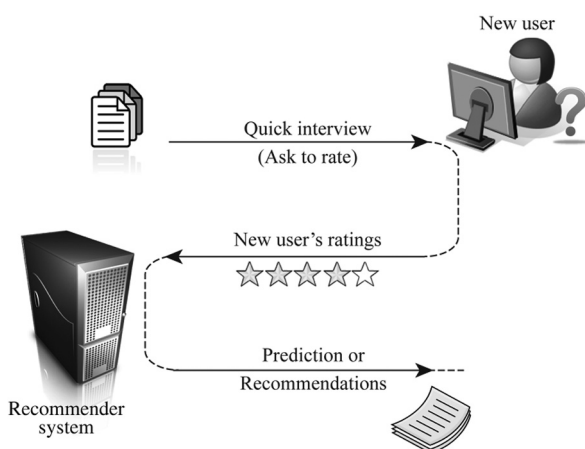 New user
Quick interview
(Ask to rate)
New user's ratings
Prediction or
Recommendations
Recommender
system